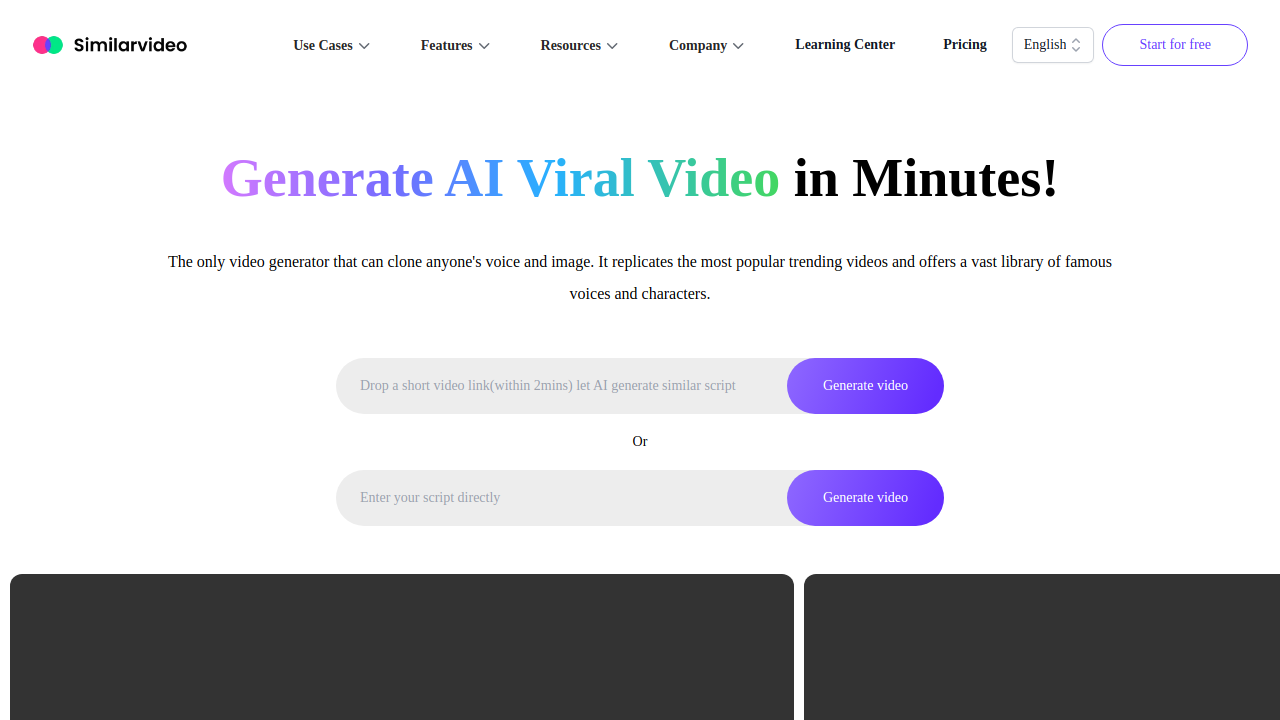 Similarvideo
Use Cases
Features
Resources
Company
Learning Center
Pricing
English
Start for free
Generate AI Viral Video in Minutes!
The only video generator that can clone anyone's voice and image. It replicates the most popular trending videos and offers a vast library of famous
voices and characters.
Drop a short video link(within 2mins) let AI generate similar script
Generate video
Or
Enter your script directly
Generate video